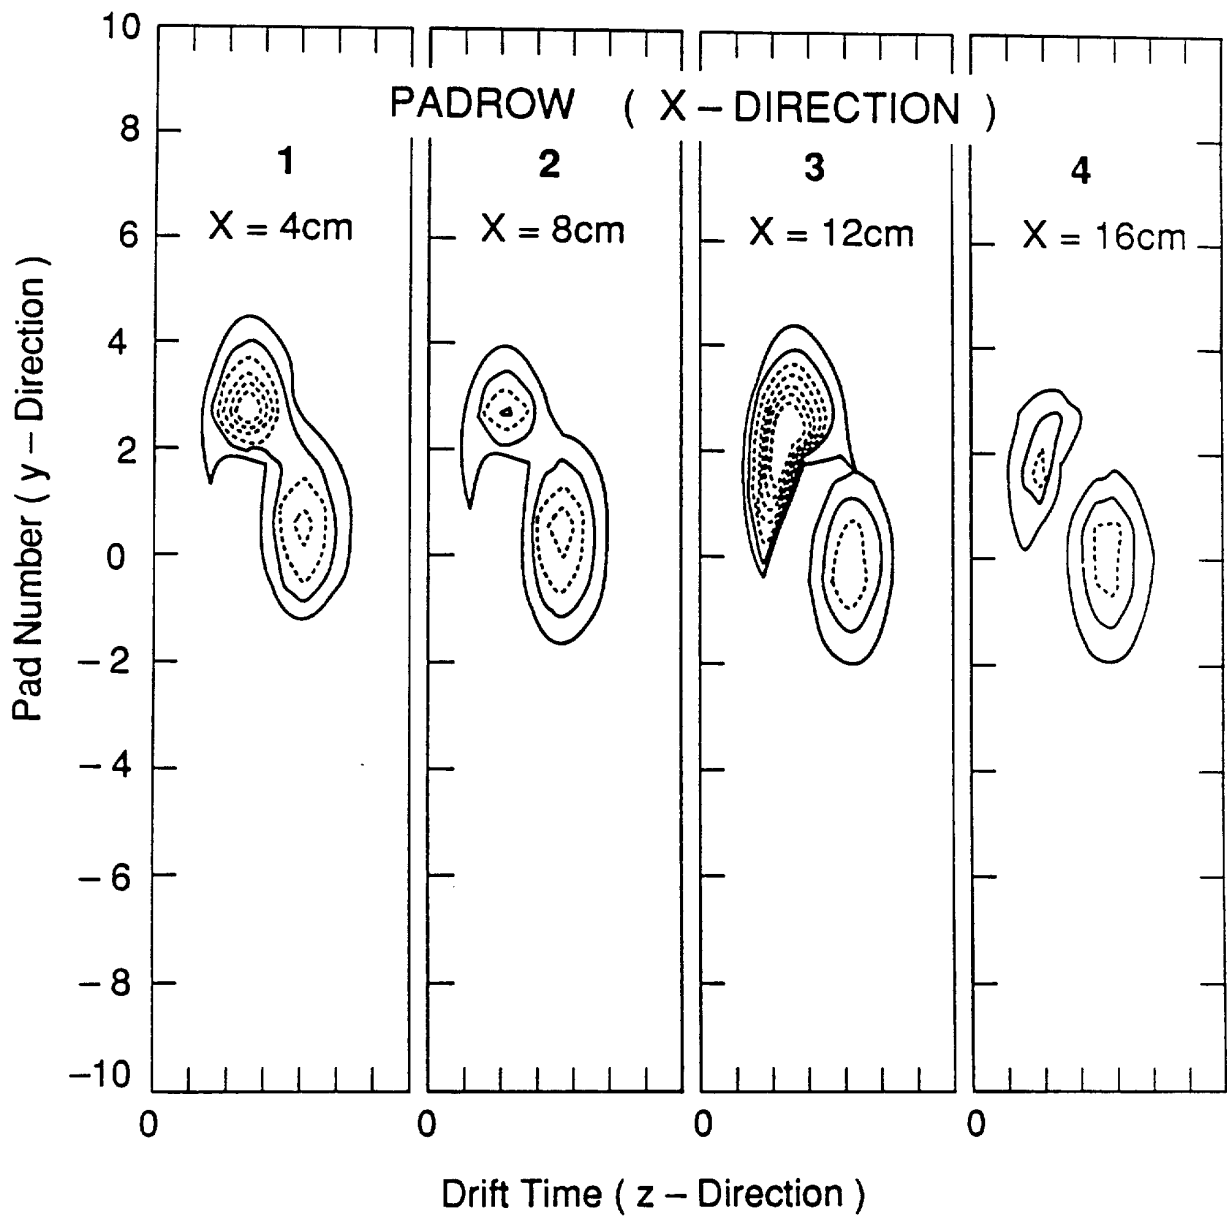 10
PADROW ( X – DIRECTION )
8
1 2 3 4
6
X = 4cm X = 8cm X = 12cm X = 16cm
4
2
0
– 2
– 4
– 6
– 8
–10
Pad Number ( y – Direction )
0 0 0 0
Drift Time ( z – Direction )